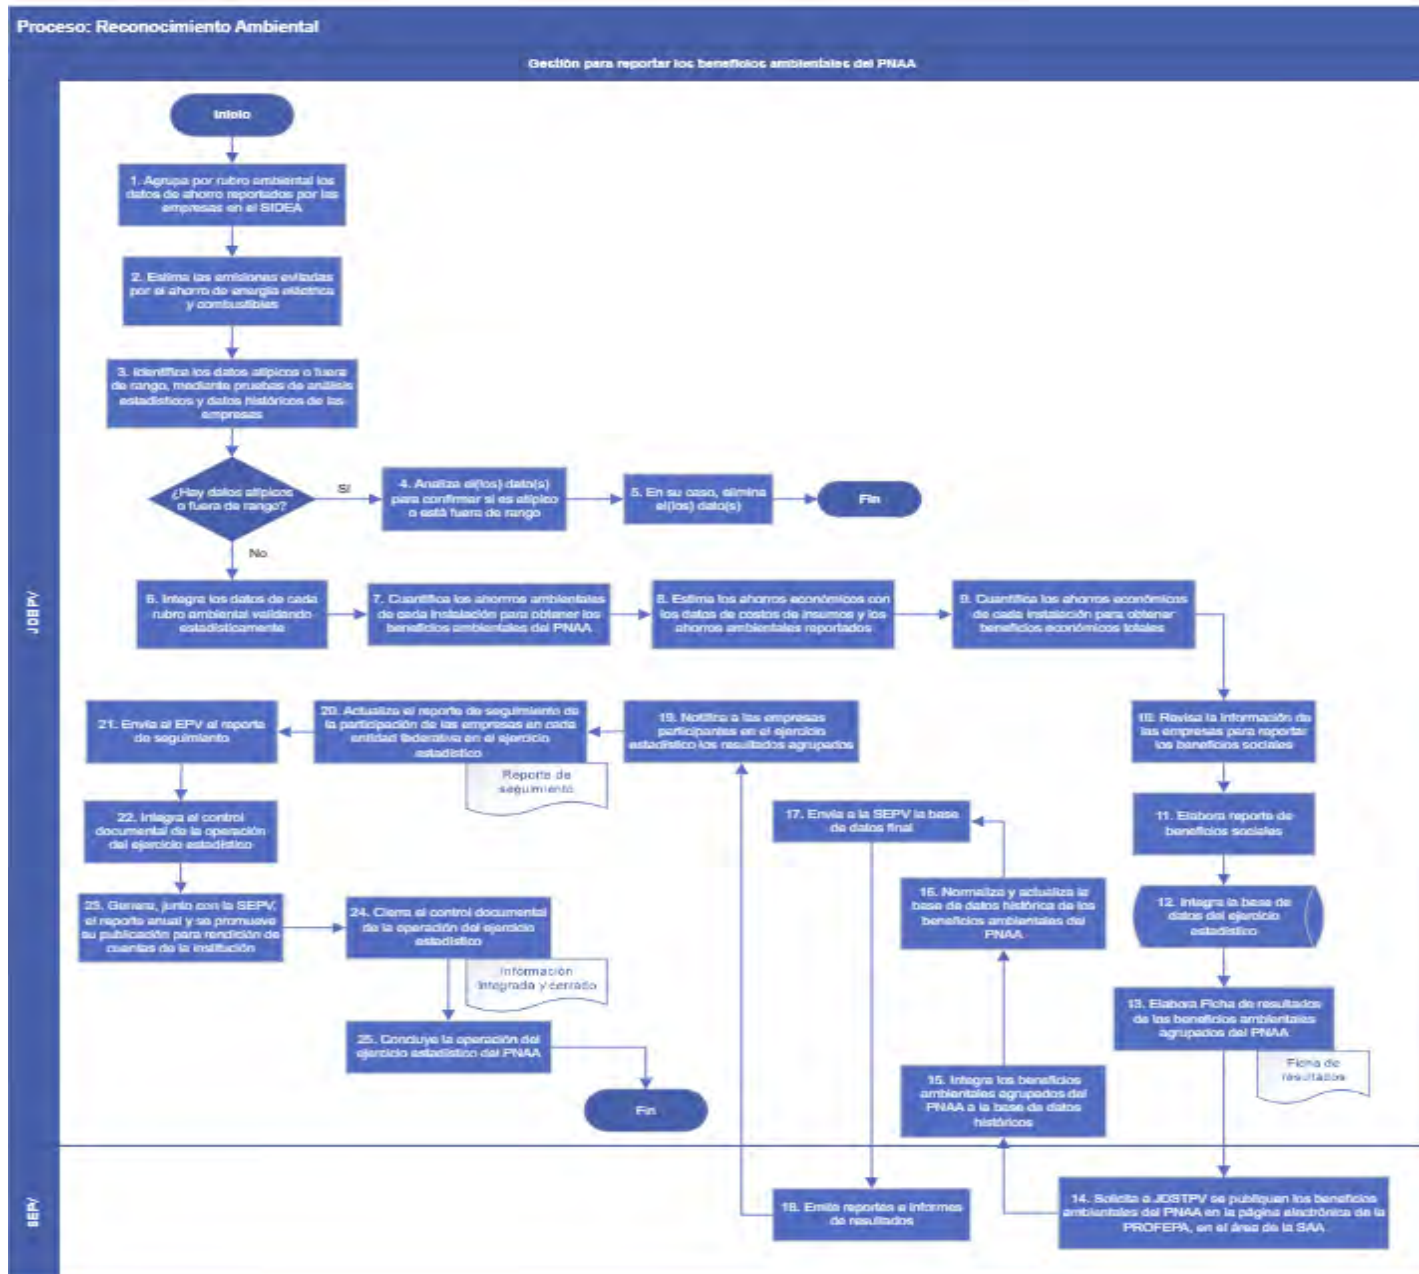 Proceso: Reconocimiento Ambiental
Gestión para reportar los beneficios ambientales del PNAA
Inicio
1. Agrupa por rubro ambiental los
datos de ahorro reportados por las
empresas en el SIDEA
2. Estima las emisiones evitadas
por el ahorro de energía eléctrica
y combustibles
3. Identifica los datos atípicos o fuera
de rango, mediante pruebas de análisis
estadísticos y datos históricos de las
empresas
¿Hay datos atípicos
o fuera de rango?
Si
4. Analiza el(los) dato(s)
para confirmar si es atípico
o está fuera de rango
5. En su caso, elimina
el(los) dato(s)
Fin
No
6. Integra los datos de cada
rubro ambiental validando
estadísticamente
7. Cuantifica los ahorros ambientales
de cada instalación para obtener los
beneficios ambientales del PNAA
8. Estima los ahorros económicos con
los datos de costos de insumos y los
ahorros ambientales reportados
9. Cuantifica los ahorros económicos
de cada instalación para obtener
beneficios económicos totales
10. Revisa la información de
las empresas para reportar
los beneficios sociales
11. Elabora reporte de
beneficios sociales
12. Integra la base de
datos del ejercicio
estadístico
13. Elabora Ficha de resultados
de los beneficios ambientales
agrupados del PNAA
Ficha de
resultados
14. Solicita a JDSTPV se publiquen los beneficios
ambientales del PNAA en la página electrónica de la
PROFEPA, en el área de la SAA
15. Integra los beneficios
ambientales agrupados del
PNAA a la base de datos
históricos
16. Normaliza y actualiza la
base de datos histórica de los
beneficios ambientales del
PNAA
17. Envía a la SEPV la base
de datos final
18. Emite reportes e informes
de resultados
19. Notifica a las empresas
participantes en el ejercicio
estadístico los resultados agrupados
20. Actualiza el reporte de seguimiento de
la participación de las empresas en cada
entidad federativa en el ejercicio
estadístico
Reporte de
seguimiento
21. Envía al EPV el reporte
de seguimiento
22. Integra el control
documental de la operación
del ejercicio estadístico
23. Genera, junto con la SEPV,
el reporte anual y se promueve
su publicación para rendición de
cuentas de la institución
24. Cierra el control documental
de la operación del ejercicio
estadístico
Información
integrada y cerrado
25. Concluye la operación del
ejercicio estadístico del PNAA
Fin
SEPV